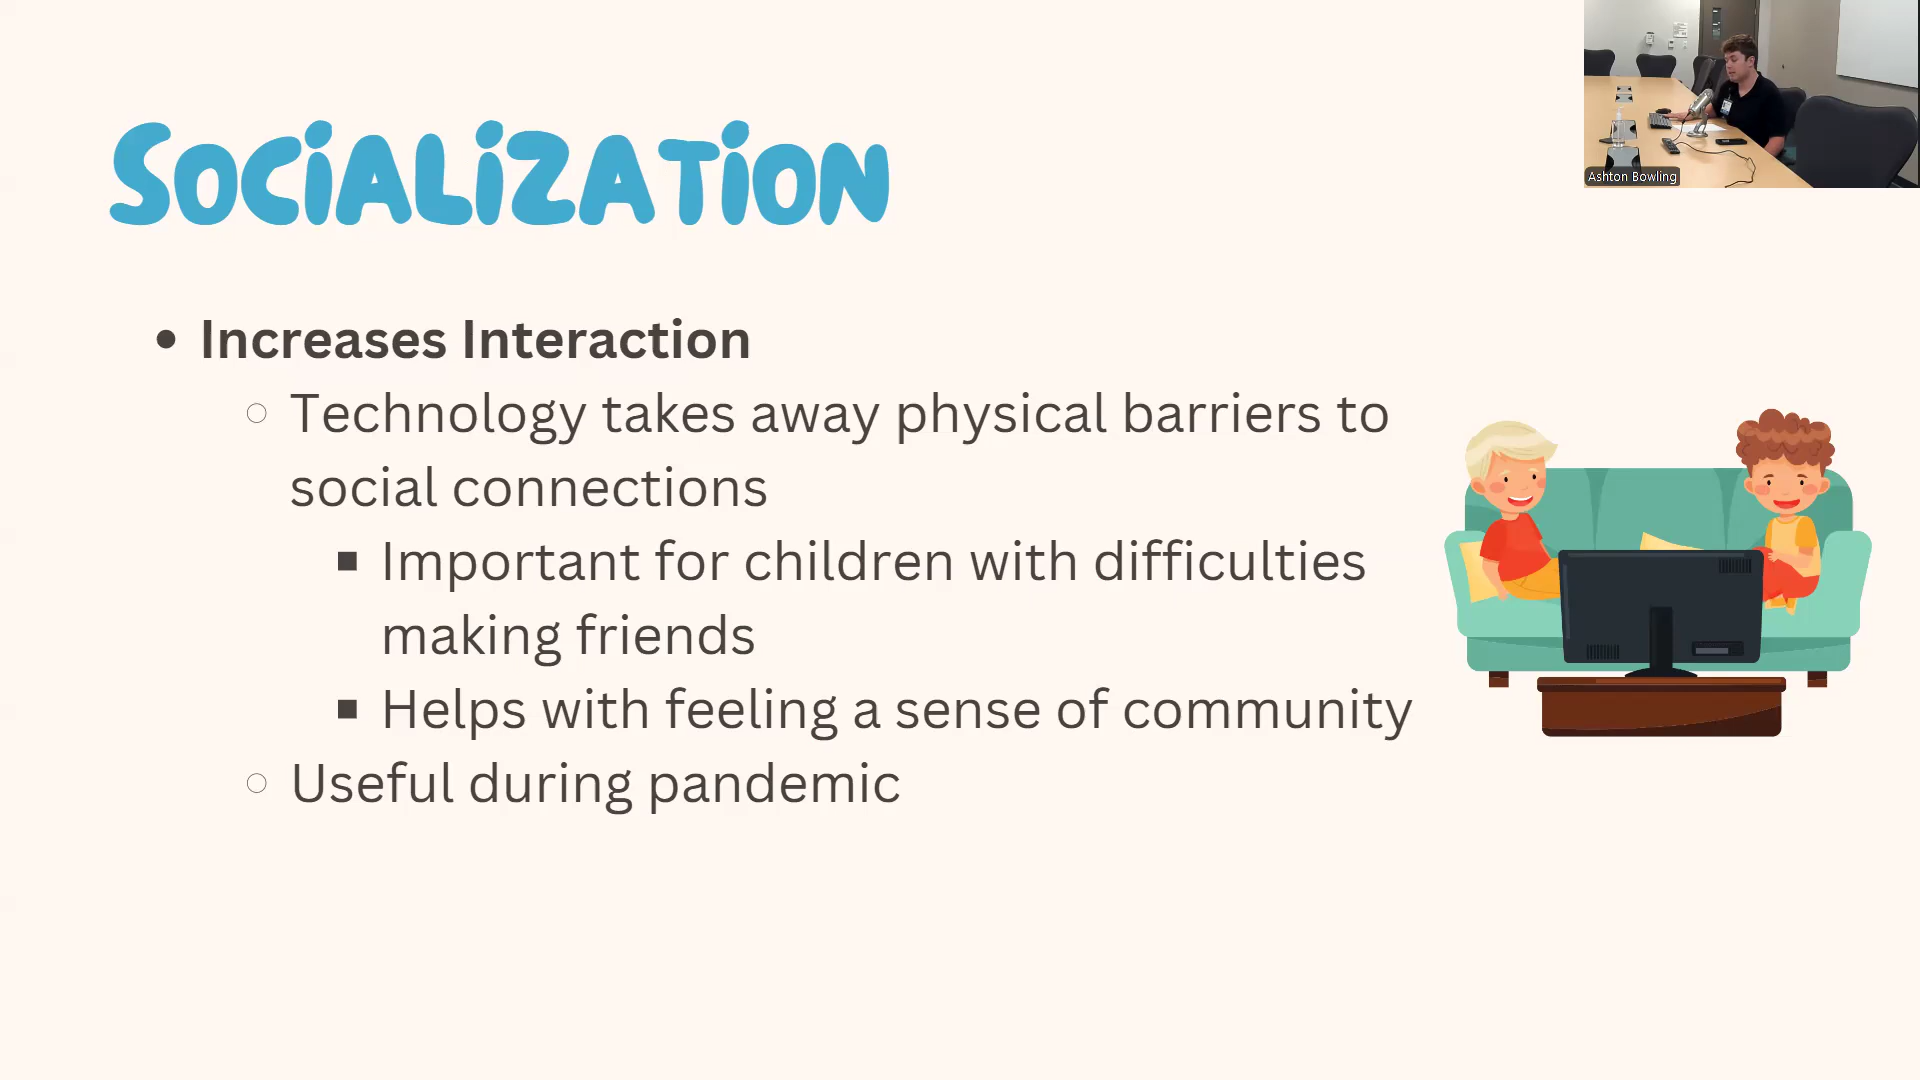 SOCIALIZATION
• Increases Interaction
○ Technology takes away physical barriers to
social connections
■ Important for children with difficulties
making friends
■ Helps with feeling a sense of community
○ Useful during pandemic
Ashton Bowling